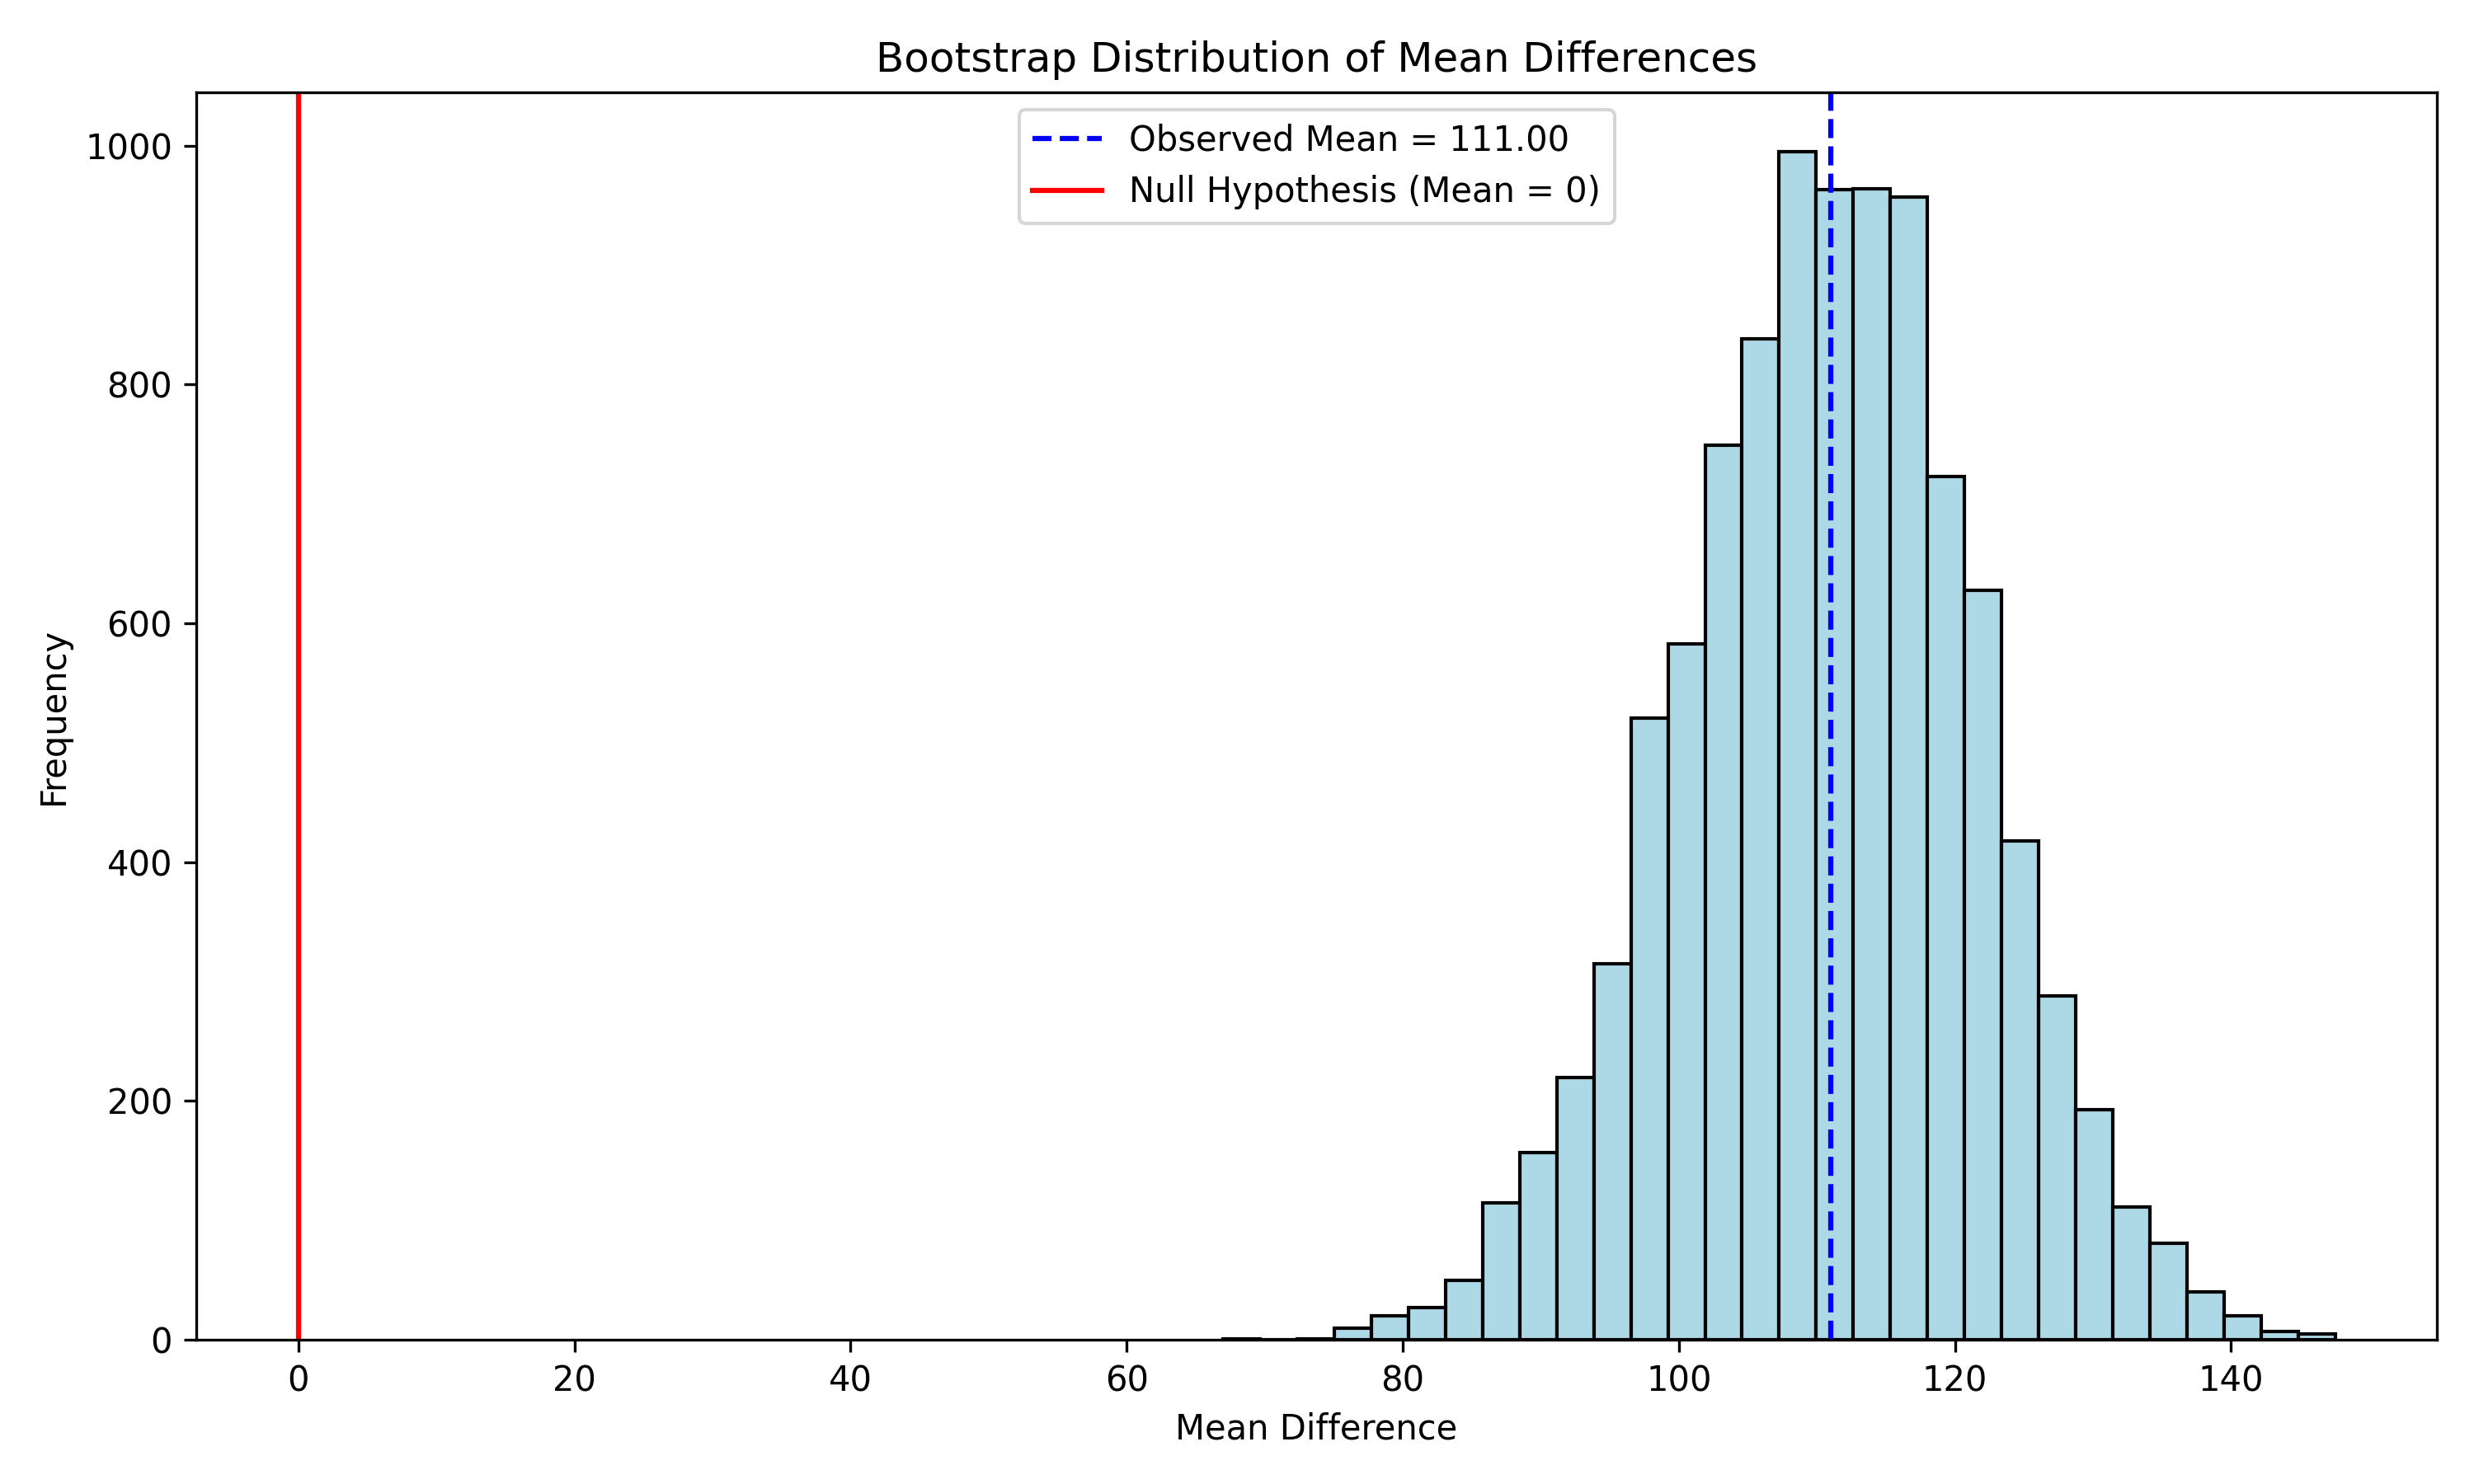 Bootstrap Distribution of Mean Differences
Observed Mean = 111.00
Null Hypothesis (Mean = 0)
1000
800
600
400
200
0
Frequency
0 20 40 60 80 100 120 140
Mean Difference